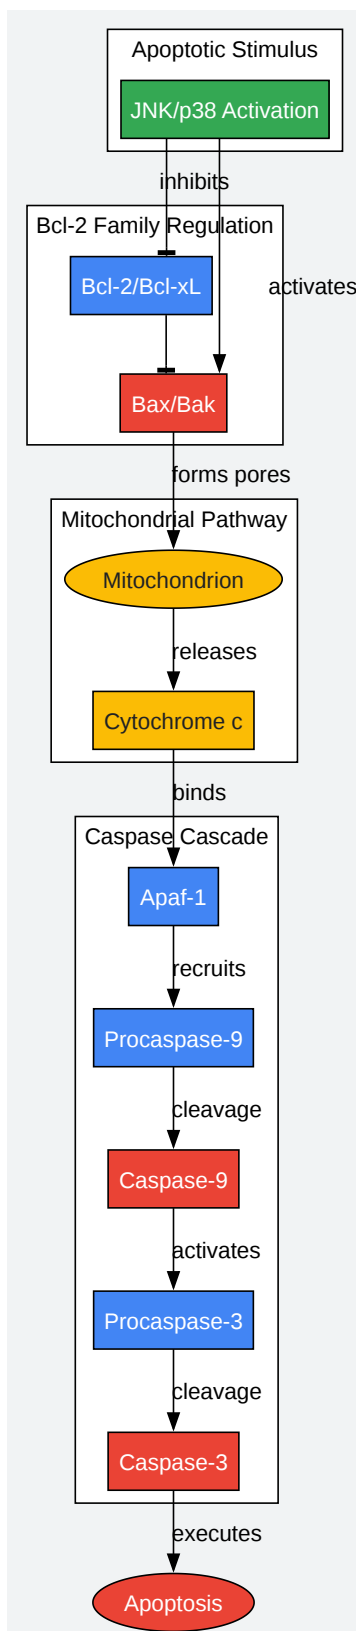 Apoptotic Stimulus
JNK/p38 Activation
inhibits
Bcl-2 Family Regulation
Bcl-2/Bcl-xL
activates
Bax/Bak
forms pores
Mitochondrial Pathway
Mitochondrion
releases
Cytochrome c
binds
Caspase Cascade
Apaf-1
recruits
Procaspase-9
cleavage
Caspase-9
activates
Procaspase-3
cleavage
Caspase-3
executes
Apoptosis